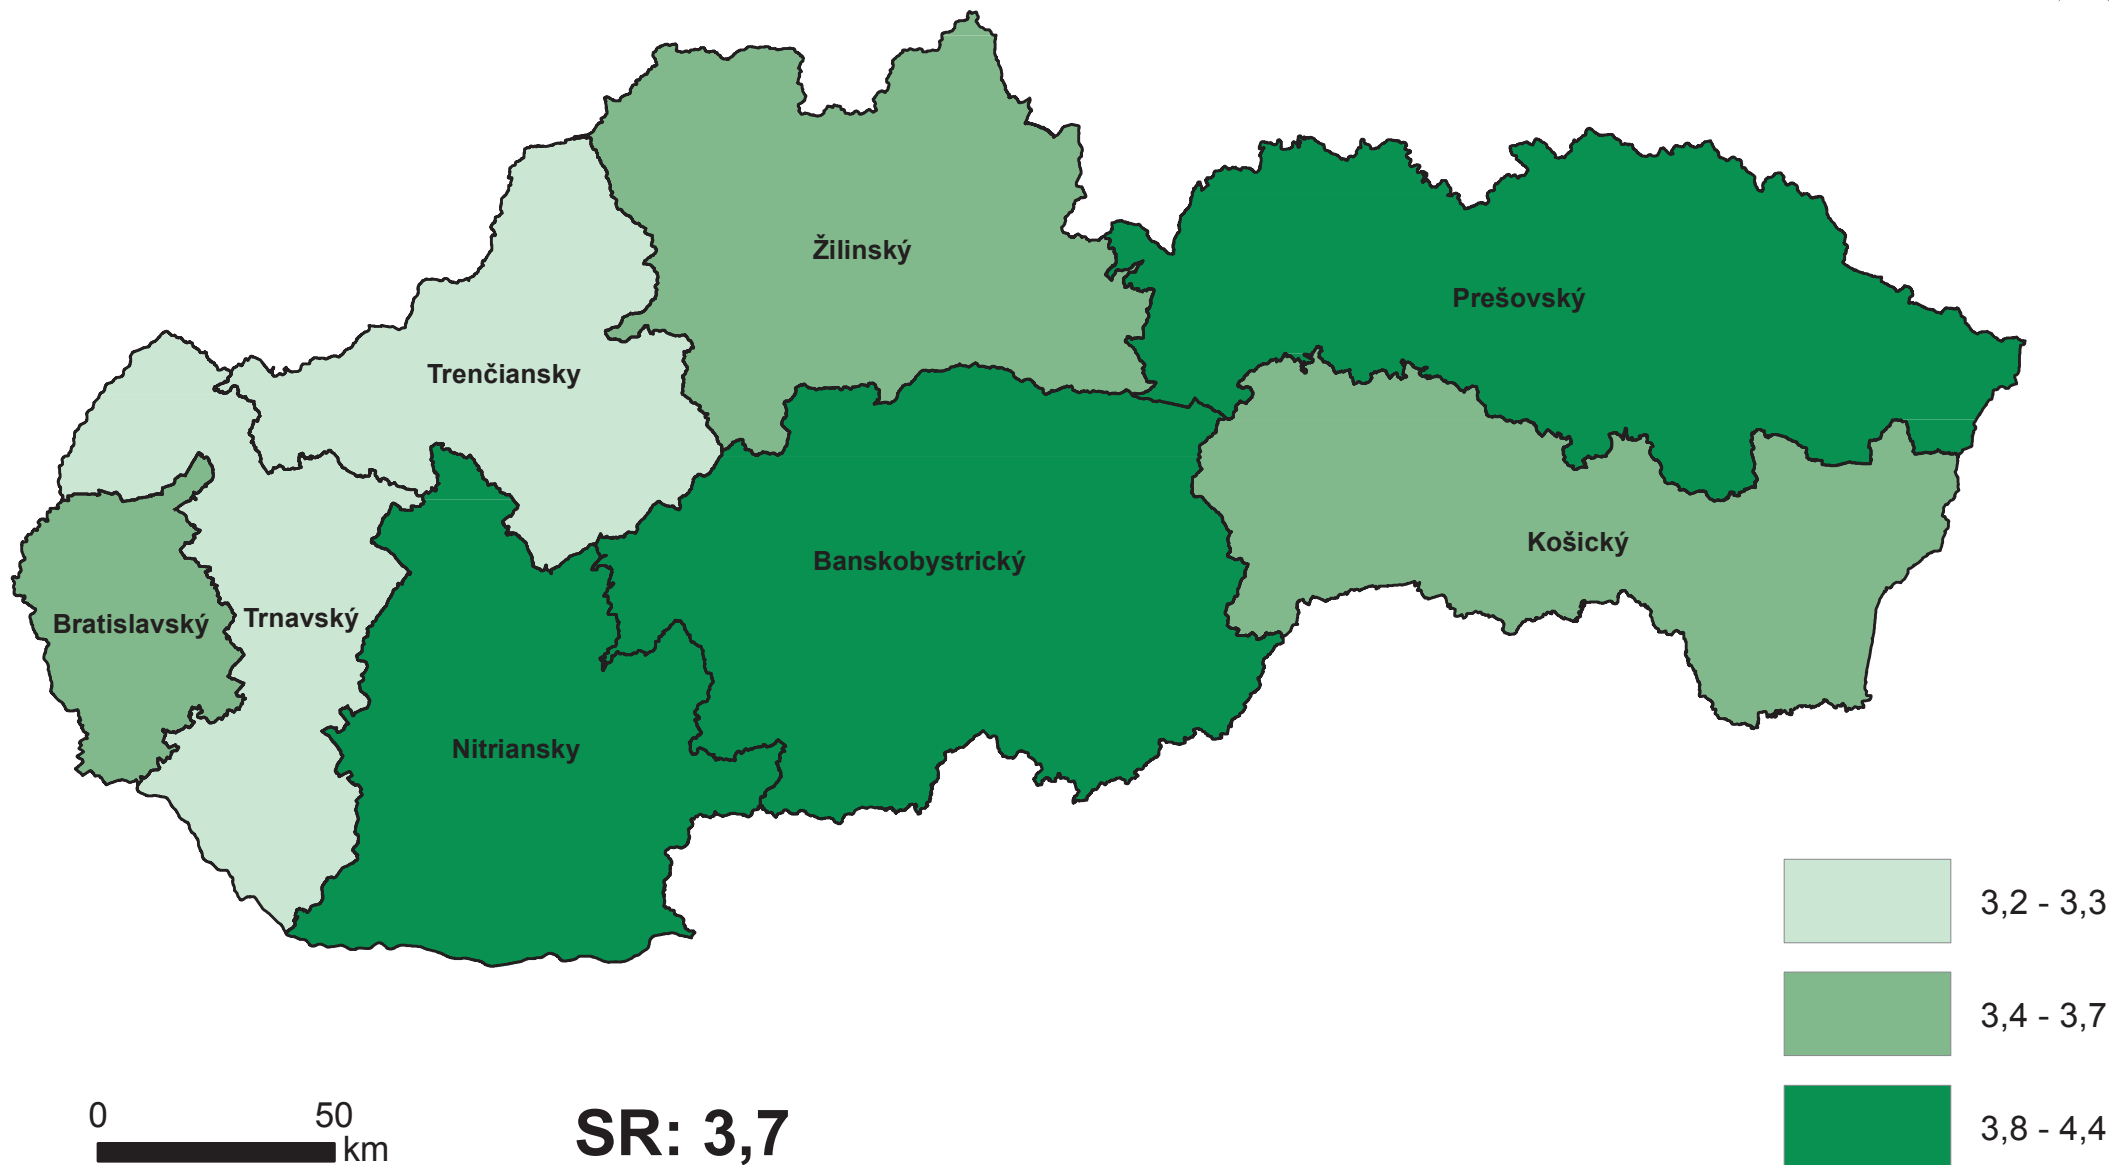 Žilinský
Prešovský
Trenčiansky
Košický
Banskobystrický
Bratislavský
Trnavský
Nitriansky
3,2 - 3,3
3,4 - 3,7
3,8 - 4,4
0 50
km
SR: 3,7